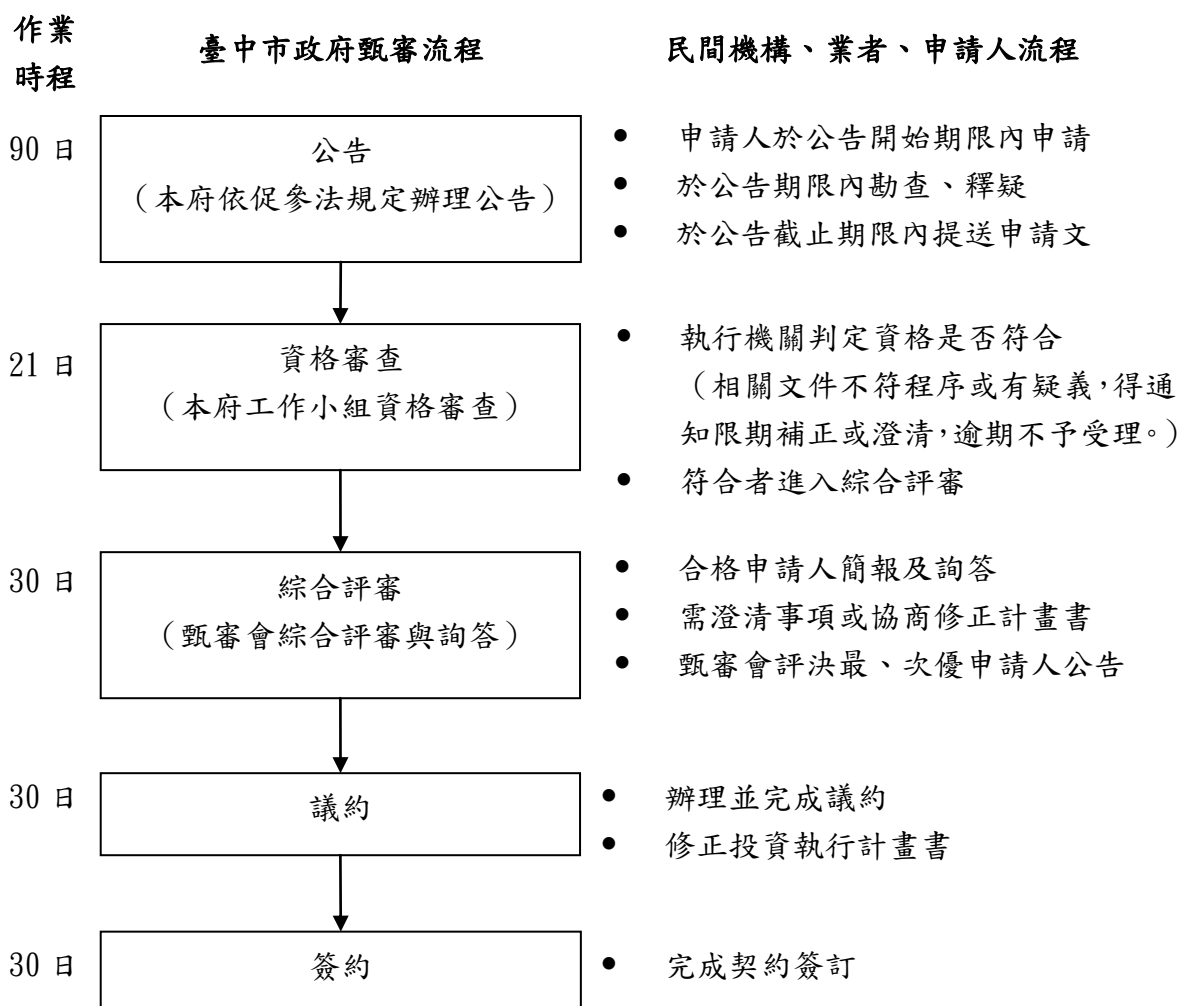 作業
時程
臺中市政府甄審流程
民間機構、業者、申請人流程
90 日
公告
（本府依促參法規定辦理公告）
● 申請人於公告開始期限內申請
● 於公告期限內勘查、釋疑
● 於公告截止期限內提送申請文
21 日
資格審查
（本府工作小組資格審查）
● 執行機關判定資格是否符合
（相關文件不符程序或有疑義，得通
知限期補正或澄清，逾期不予受理。）
● 符合者進入綜合評審
30 日
綜合評審
（甄審會綜合評審與詢答）
● 合格申請人簡報及詢答
● 需澄清事項或協商修正計畫書
● 甄審會評決最、次優申請人公告
30 日
議約
● 辦理並完成議約
● 修正投資執行計畫書
30 日
簽約
● 完成契約簽訂